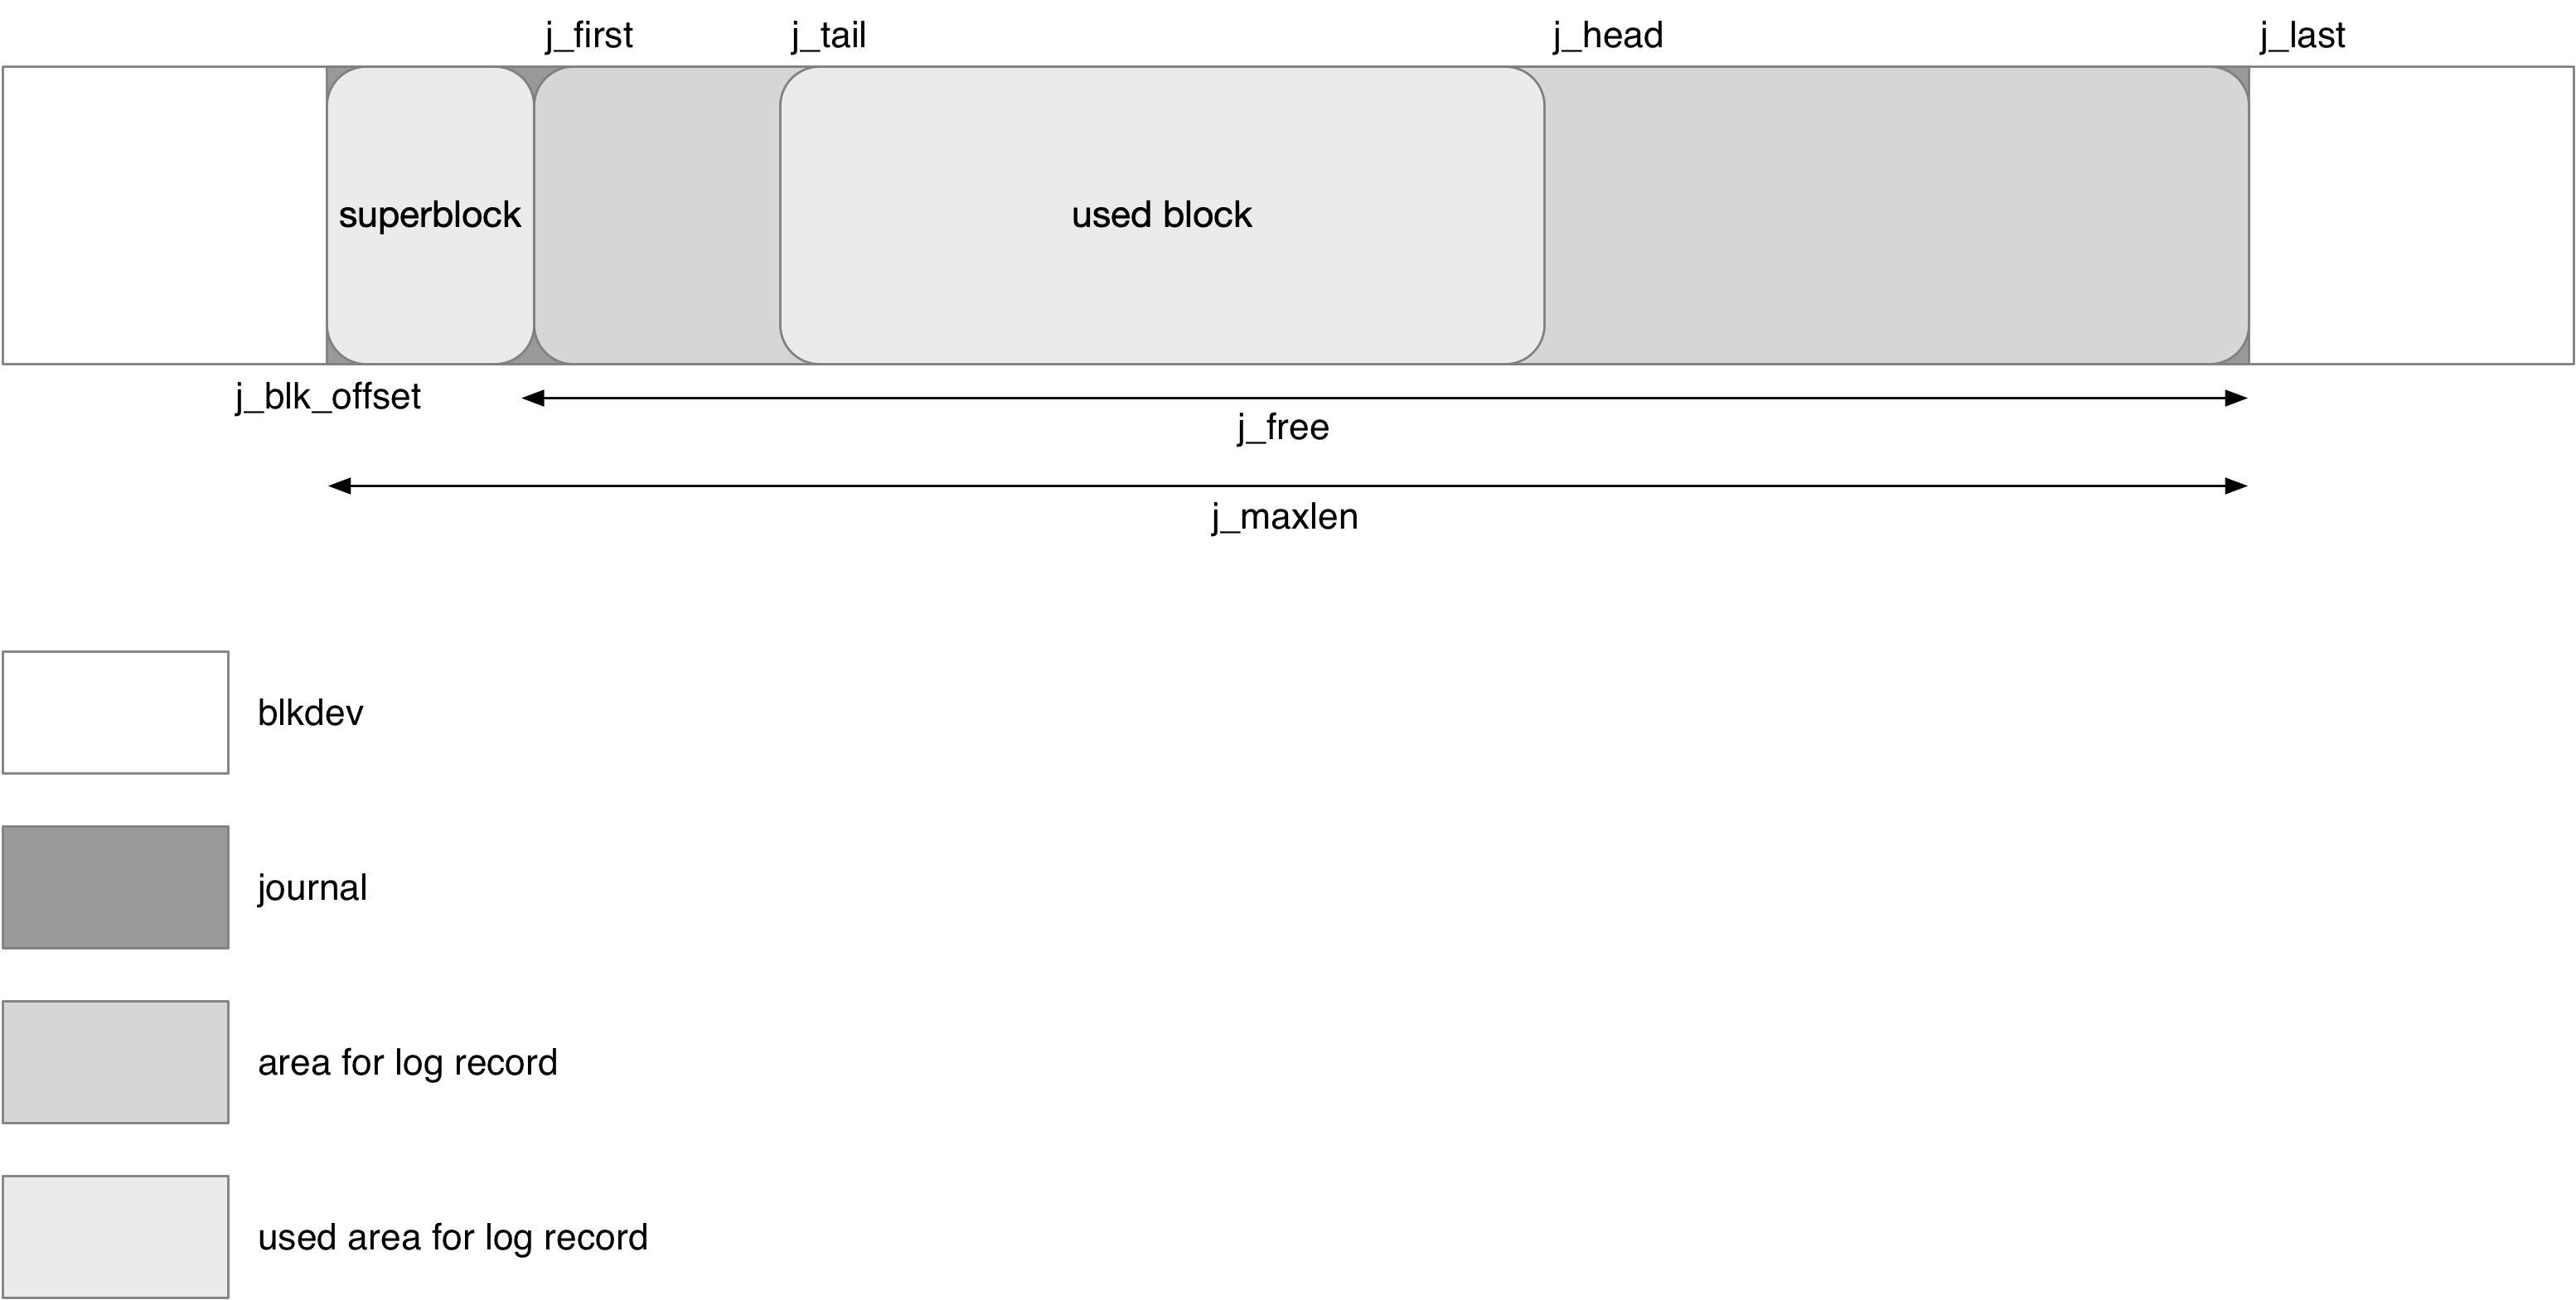 j_first
j_tail
j_head
j_last
superblock
used block
j_blk_offset
j_free
j_maxlen
blkdev
journal
area for log record
used area for log record